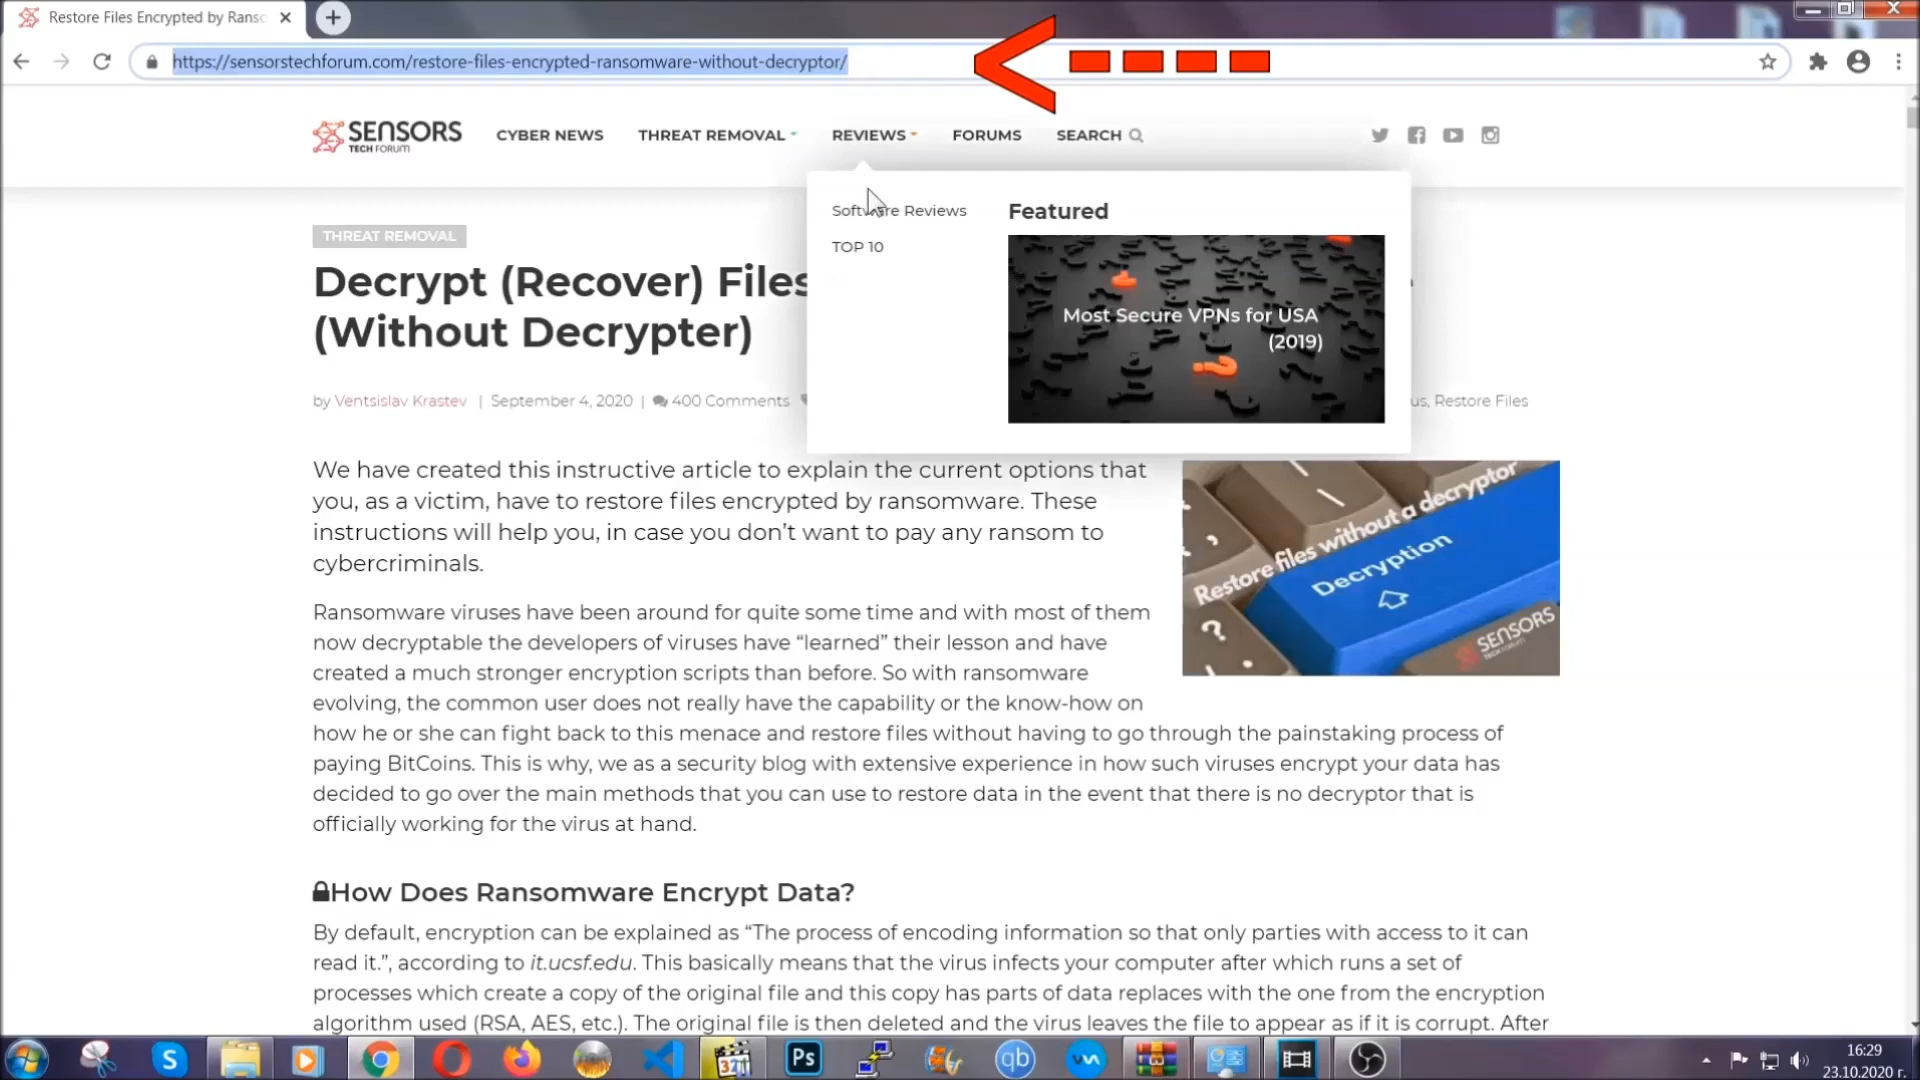 Restore Files Encrypted by Ranso
https://sensorstechforum.com/restore-files-encrypted-ransomware-without-decryptor/
SENSORS
TECH FORUM
CYBER NEWS
THREAT REMOVAL
REVIEWS
FORUMS
SEARCH
Software Reviews
TOP 10
Featured
Most Secure VPNs for USA
(2019)
THREAT REMOVAL
Decrypt (Recover) Files
(Without Decrypter)
by Ventsislav Krastev | September 4, 2020 | 400 Comments
us, Restore Files
We have created this instructive article to explain the current options that
you, as a victim, have to restore files encrypted by ransomware. These
instructions will help you, in case you don’t want to pay any ransom to
cybercriminals.
Restore files without a decryptor
Decryption
SENSORS
TECH FORUM
Ransomware viruses have been around for quite some time and with most of them
now decryptable the developers of viruses have “learned” their lesson and have
created a much stronger encryption scripts than before. So with ransomware
evolving, the common user does not really have the capability or the know-how on
how he or she can fight back to this menace and restore files without having to go through the painstaking process of
paying BitCoins. This is why, we as a security blog with extensive experience in how such viruses encrypt your data has
decided to go over the main methods that you can use to restore data in the event that there is no decryptor that is
officially working for the virus at hand.
How Does Ransomware Encrypt Data?
By default, encryption can be explained as “The process of encoding information so that only parties with access to it can
read it.”, according to it.ucsf.edu. This basically means that the virus infects your computer after which runs a set of
processes which create a copy of the original file and this copy has parts of data replaces with the one from the encryption
algorithm used (RSA, AES, etc.). The original file is then deleted and the virus leaves the file to appear as if it is corrupt. After
S
321
Ps
qb
16:29
23.10.2020 г.